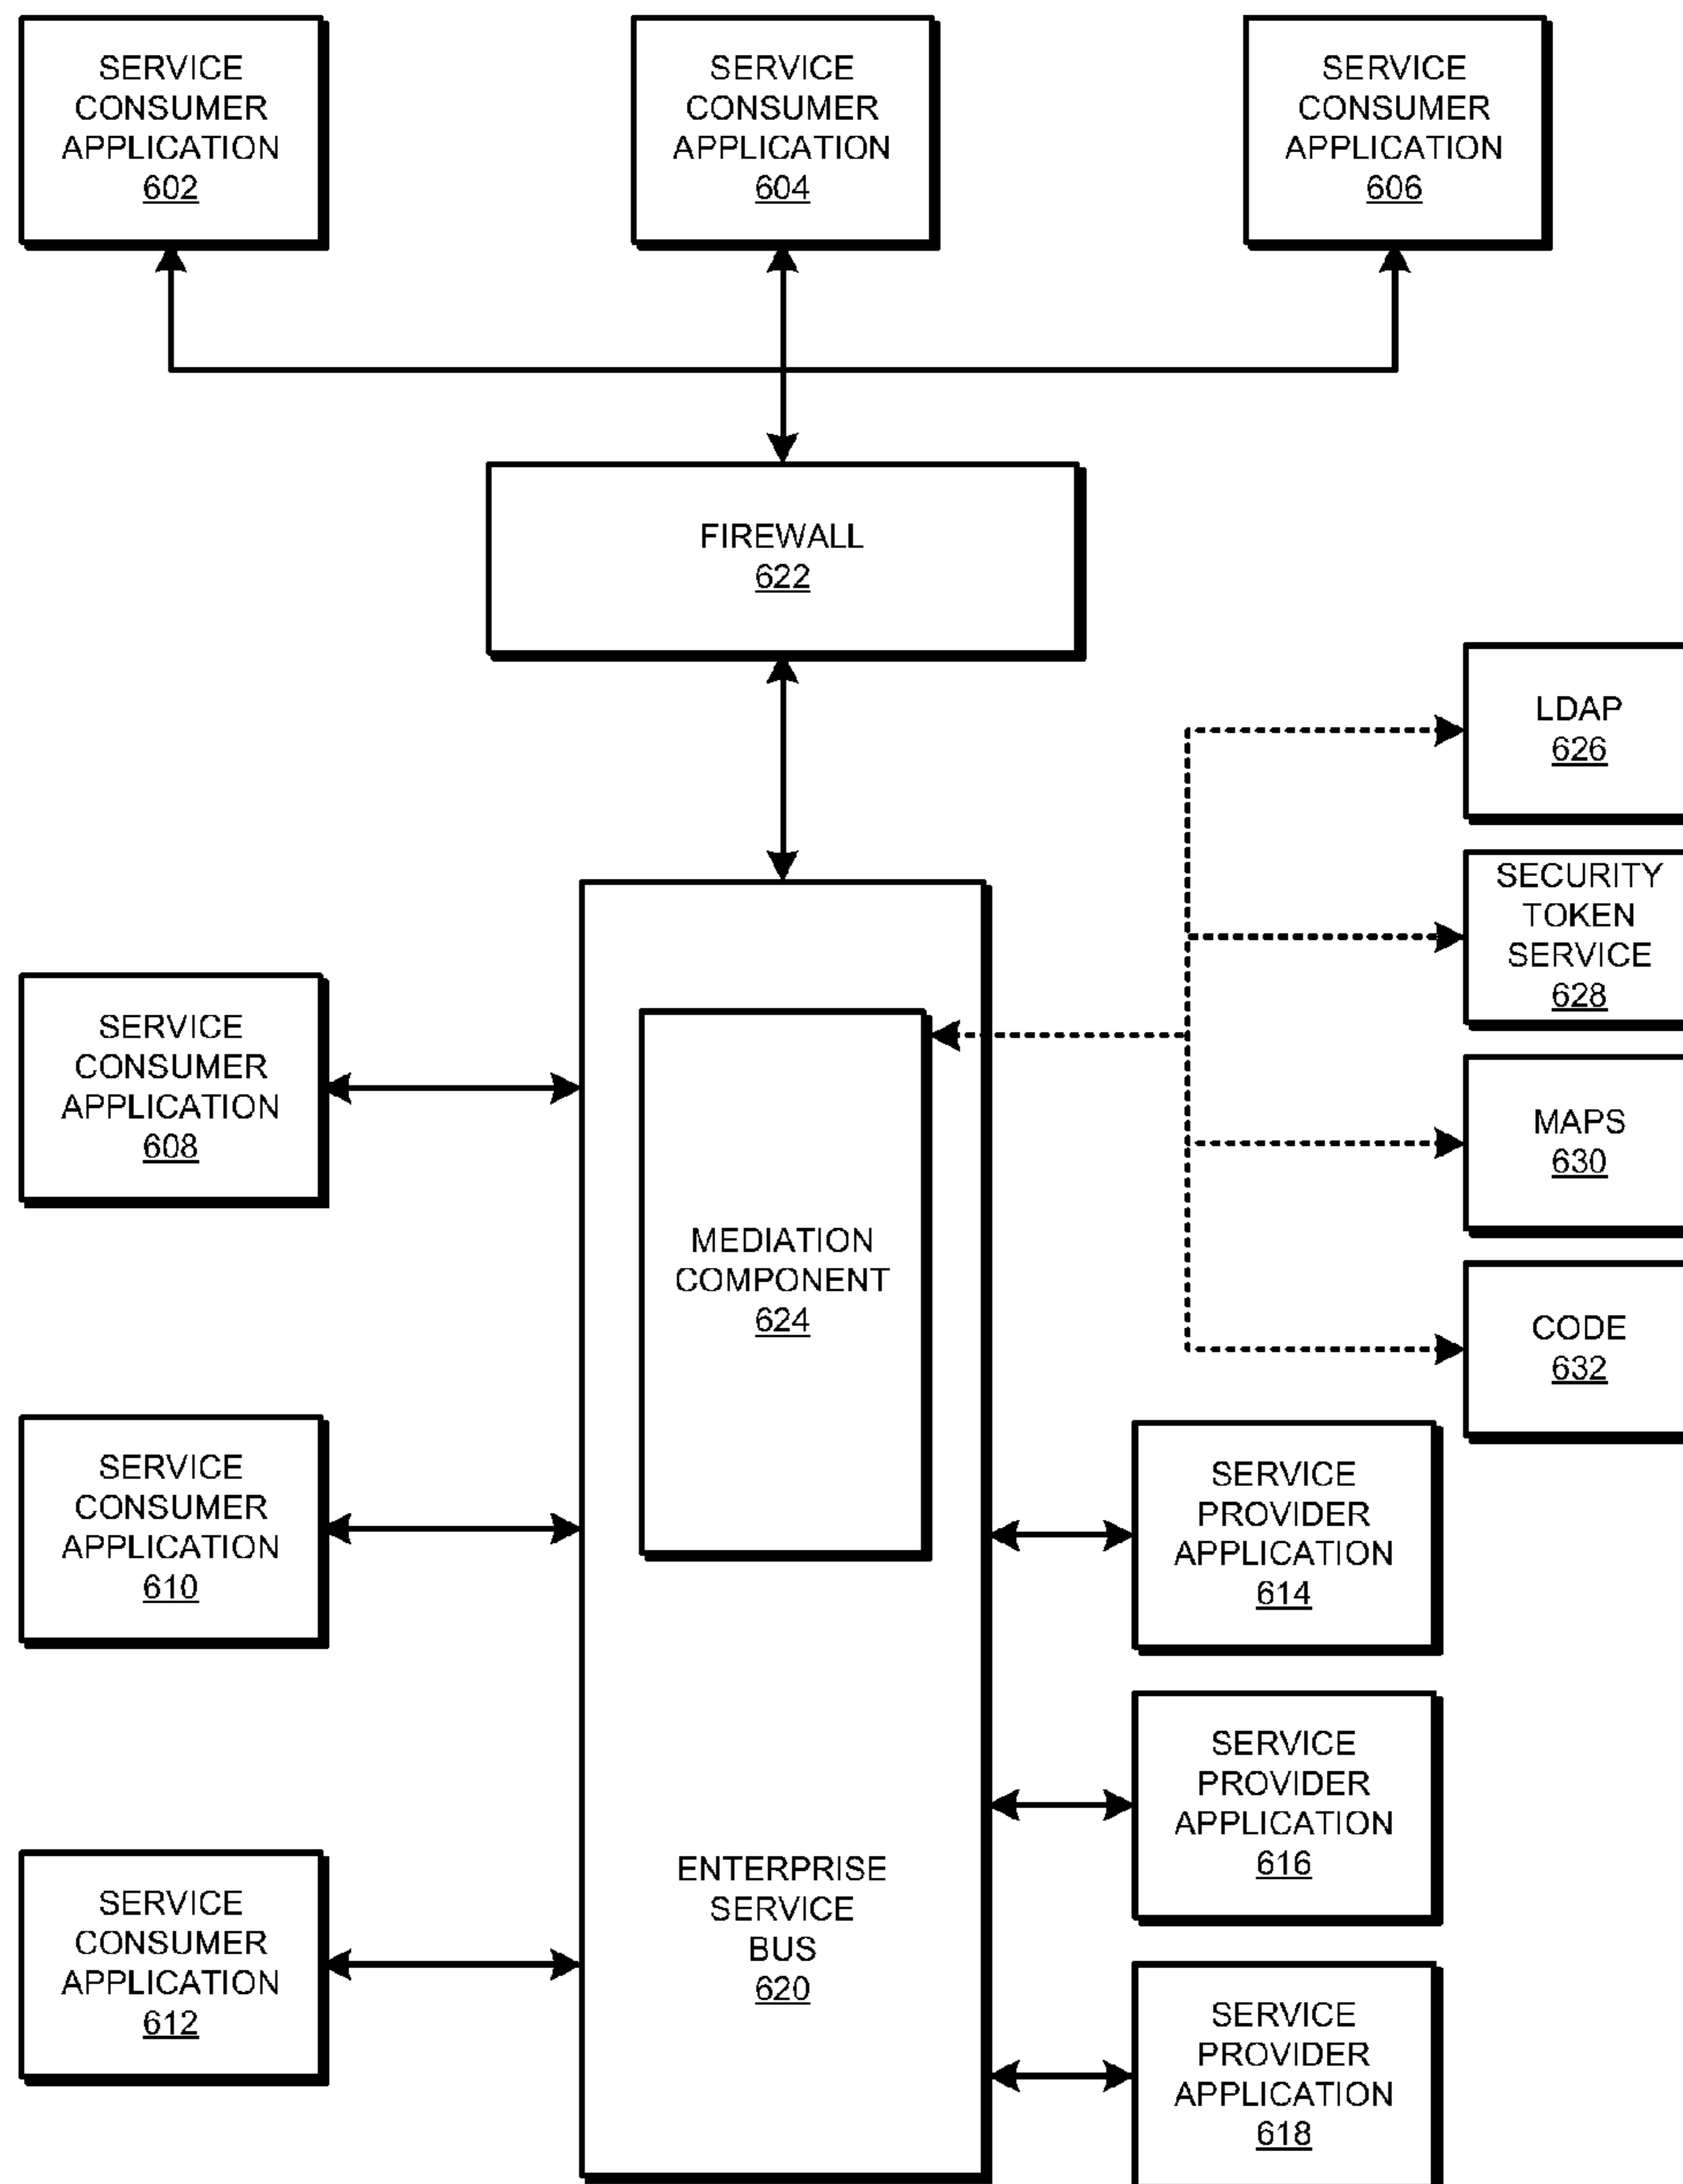 SERVICE
CONSUMER
APPLICATION
602
SERVICE
CONSUMER
APPLICATION
604
SERVICE
CONSUMER
APPLICATION
606
FIREWALL
622
LDAP
626
SECURITY
TOKEN
SERVICE
628
MAPS
630
CODE
632
SERVICE
CONSUMER
APPLICATION
608
MEDIATION
COMPONENT
624
SERVICE
CONSUMER
APPLICATION
610
SERVICE
PROVIDER
APPLICATION
614
SERVICE
PROVIDER
APPLICATION
616
ENTERPRISE
SERVICE
BUS
620
SERVICE
CONSUMER
APPLICATION
612
SERVICE
PROVIDER
APPLICATION
618